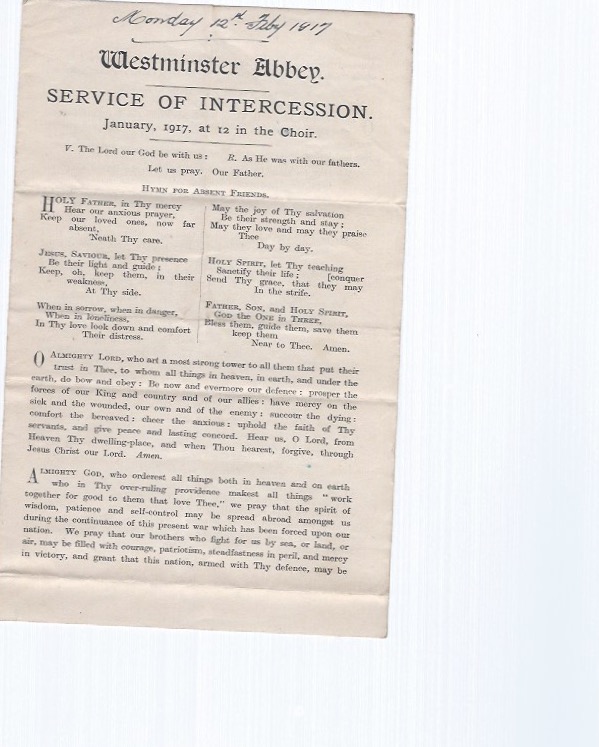 Monday 12th Feby 1917
Westminster Abbey.
SERVICE OF INTERCESSION.
January, 1917, at 12 in the Choir.
V. The Lord our God be with us: R. As He was with our fathers.
Let us pray. Our Father.
HYMN FOR ABSENT FRIENDS.
HOLY FATHER, in Thy mercy
Hear our anxious prayer,
Keep our loved ones, now far
absent,
'Neath Thy care.
JESUS, SAVIOUR, let Thy presence
Be their light and guide;
Keep, oh, keep them, in their
weakness,
At Thy side.
When in sorrow, when in danger,
When in loneliness,
In Thy love look down and comfort
Their distress.
May the joy of Thy salvation
Be their strength and stay;
May they love and may they praise
Thee
Day by day.
HOLY SPIRIT, let Thy teaching
Sanctify their life; [conquer
Send Thy grace, that they may
In the strife.
FATHER, SON, and HOLY SPIRIT,
GOD the ONE in THREE,
Bless them, guide them, save them
keep them
Near to Thee. Amen.
O ALMIGHTY LORD, who art a most strong tower to all them that put their
trust in Thee, to whom all things in heaven, in earth, and under the
earth, do bow and obey: Be now and evermore our defence: prosper the
forces of our King and country and of our allies: have mercy on the
sick and the wounded, our own and of the enemy: succour the dying:
comfort the bereaved: cheer the anxious: uphold the faith of Thy
servants, and give peace and lasting concord. Hear us, O Lord, from
Heaven Thy dwelling-place, and when Thou hearest, forgive, through
Jesus Christ our Lord. Amen.
ALMIGHTY GOD, who orderest all things both in heaven and on earth
who in Thy over-ruling providence makest all things "work
together for good to them that love Thee," we pray that the spirit of
wisdom, patience and self-control may be spread abroad amongst us
during the continuance of this present war which has been forced upon our
nation. We pray that our brothers who fight for us by sea, or land, or
air, may be filled with courage, patriotism, steadfastness in peril, and mercy
in victory, and grant that this nation, armed with Thy defence, may be